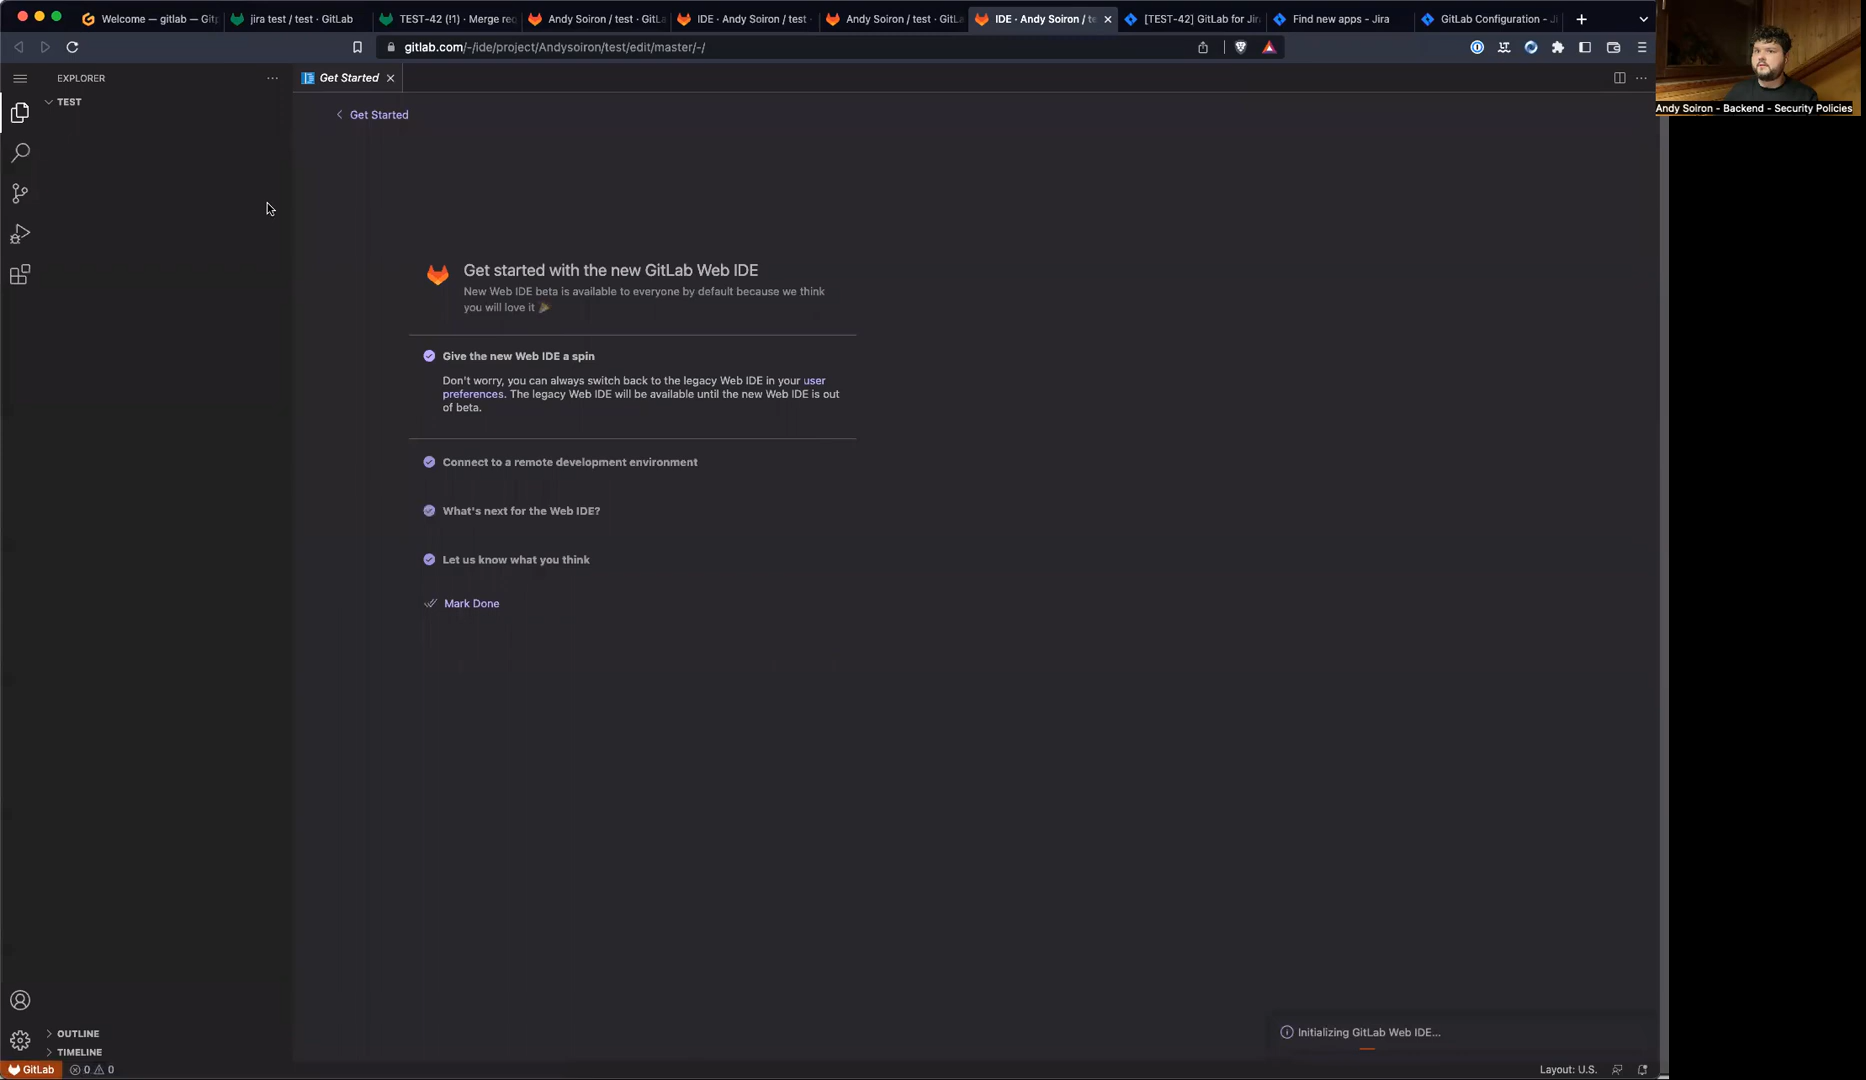 Welcome — gitlab — Git
jira test / test · GitLab
TEST-42 (!1) · Merge re
Andy Soiron / test · GitLa
IDE · Andy Soiron / test ·
Andy Soiron / test · GitLa
IDE · Andy Soiron / te
[TEST-42] GitLab for Jir
Find new apps - Jira
GitLab Configuration - Ji
gitlab.com/-/ide/project/Andysoiron/test/edit/master/-/
Andy Soiron - Backend - Security Policies
EXPLORER
Get Started
TEST
Get Started
Get started with the new GitLab Web IDE
New Web IDE beta is available to everyone by default because we think
you will love it
Give the new Web IDE a spin
Don't worry, you can always switch back to the legacy Web IDE in your user
preferences. The legacy Web IDE will be available until the new Web IDE is out
of beta.
Connect to a remote development environment
What's next for the Web IDE?
Let us know what you think
Mark Done
Initializing GitLab Web IDE...
OUTLINE
TIMELINE
GitLab
0
0
Layout: U.S.